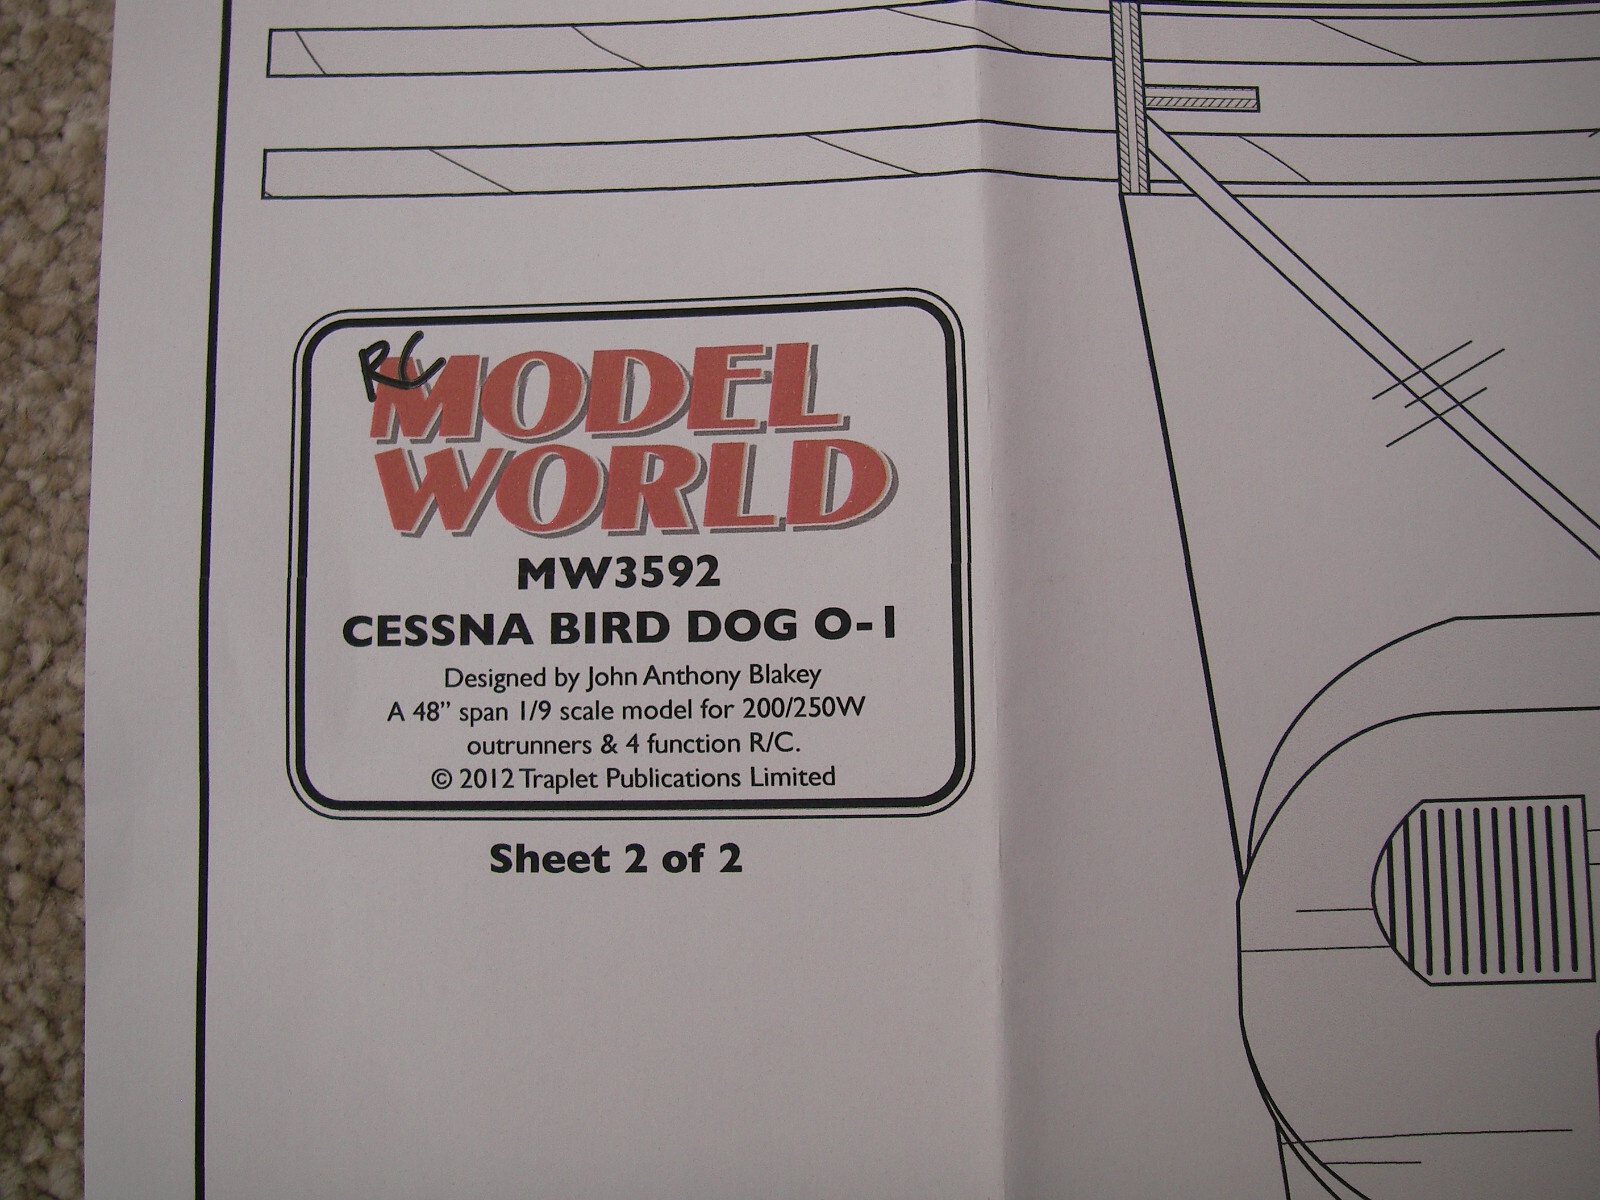 RC MODEL
WORLD
MW3592
CESSNA BIRD DOG O-1
Designed by John Anthony Blakey
A 48” span 1/9 scale model for 200/250W
outrunners & 4 function R/C.
© 2012 Traplet Publications Limited
Sheet 2 of 2